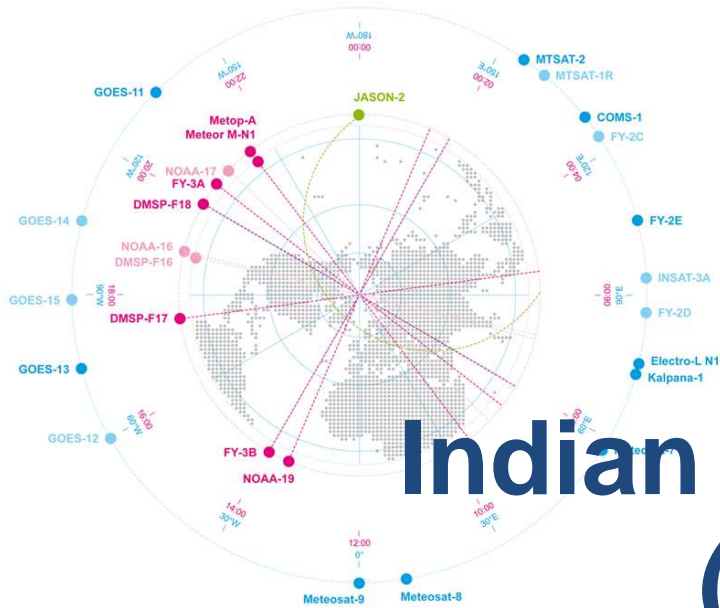 180°W
00:00
150°W
22:00
150°E
02:00
GOES-11
MTSAT-2
MTSAT-1R
JASON-2
Metop-A
Meteor M-N1
COMS-1
FY-2C
120°W
20:00
120°E
04:00
NOAA-17
FY-3A
DMSP-F18
GOES-14
FY-2E
NOAA-16
DMSP-F16
INSAT-3A
GOES-15
90°W
18:00
06:00
90°E
FY-2D
DMSP-F17
GOES-13
Electro-L N1
Kalpana-1
60°W
16:00
60°E
GOES-12
Indian
FY-3B
NOAA-19
14:00
30°W
10:00
30°E
12:00
0°
Meteosat-9
Meteosat-8